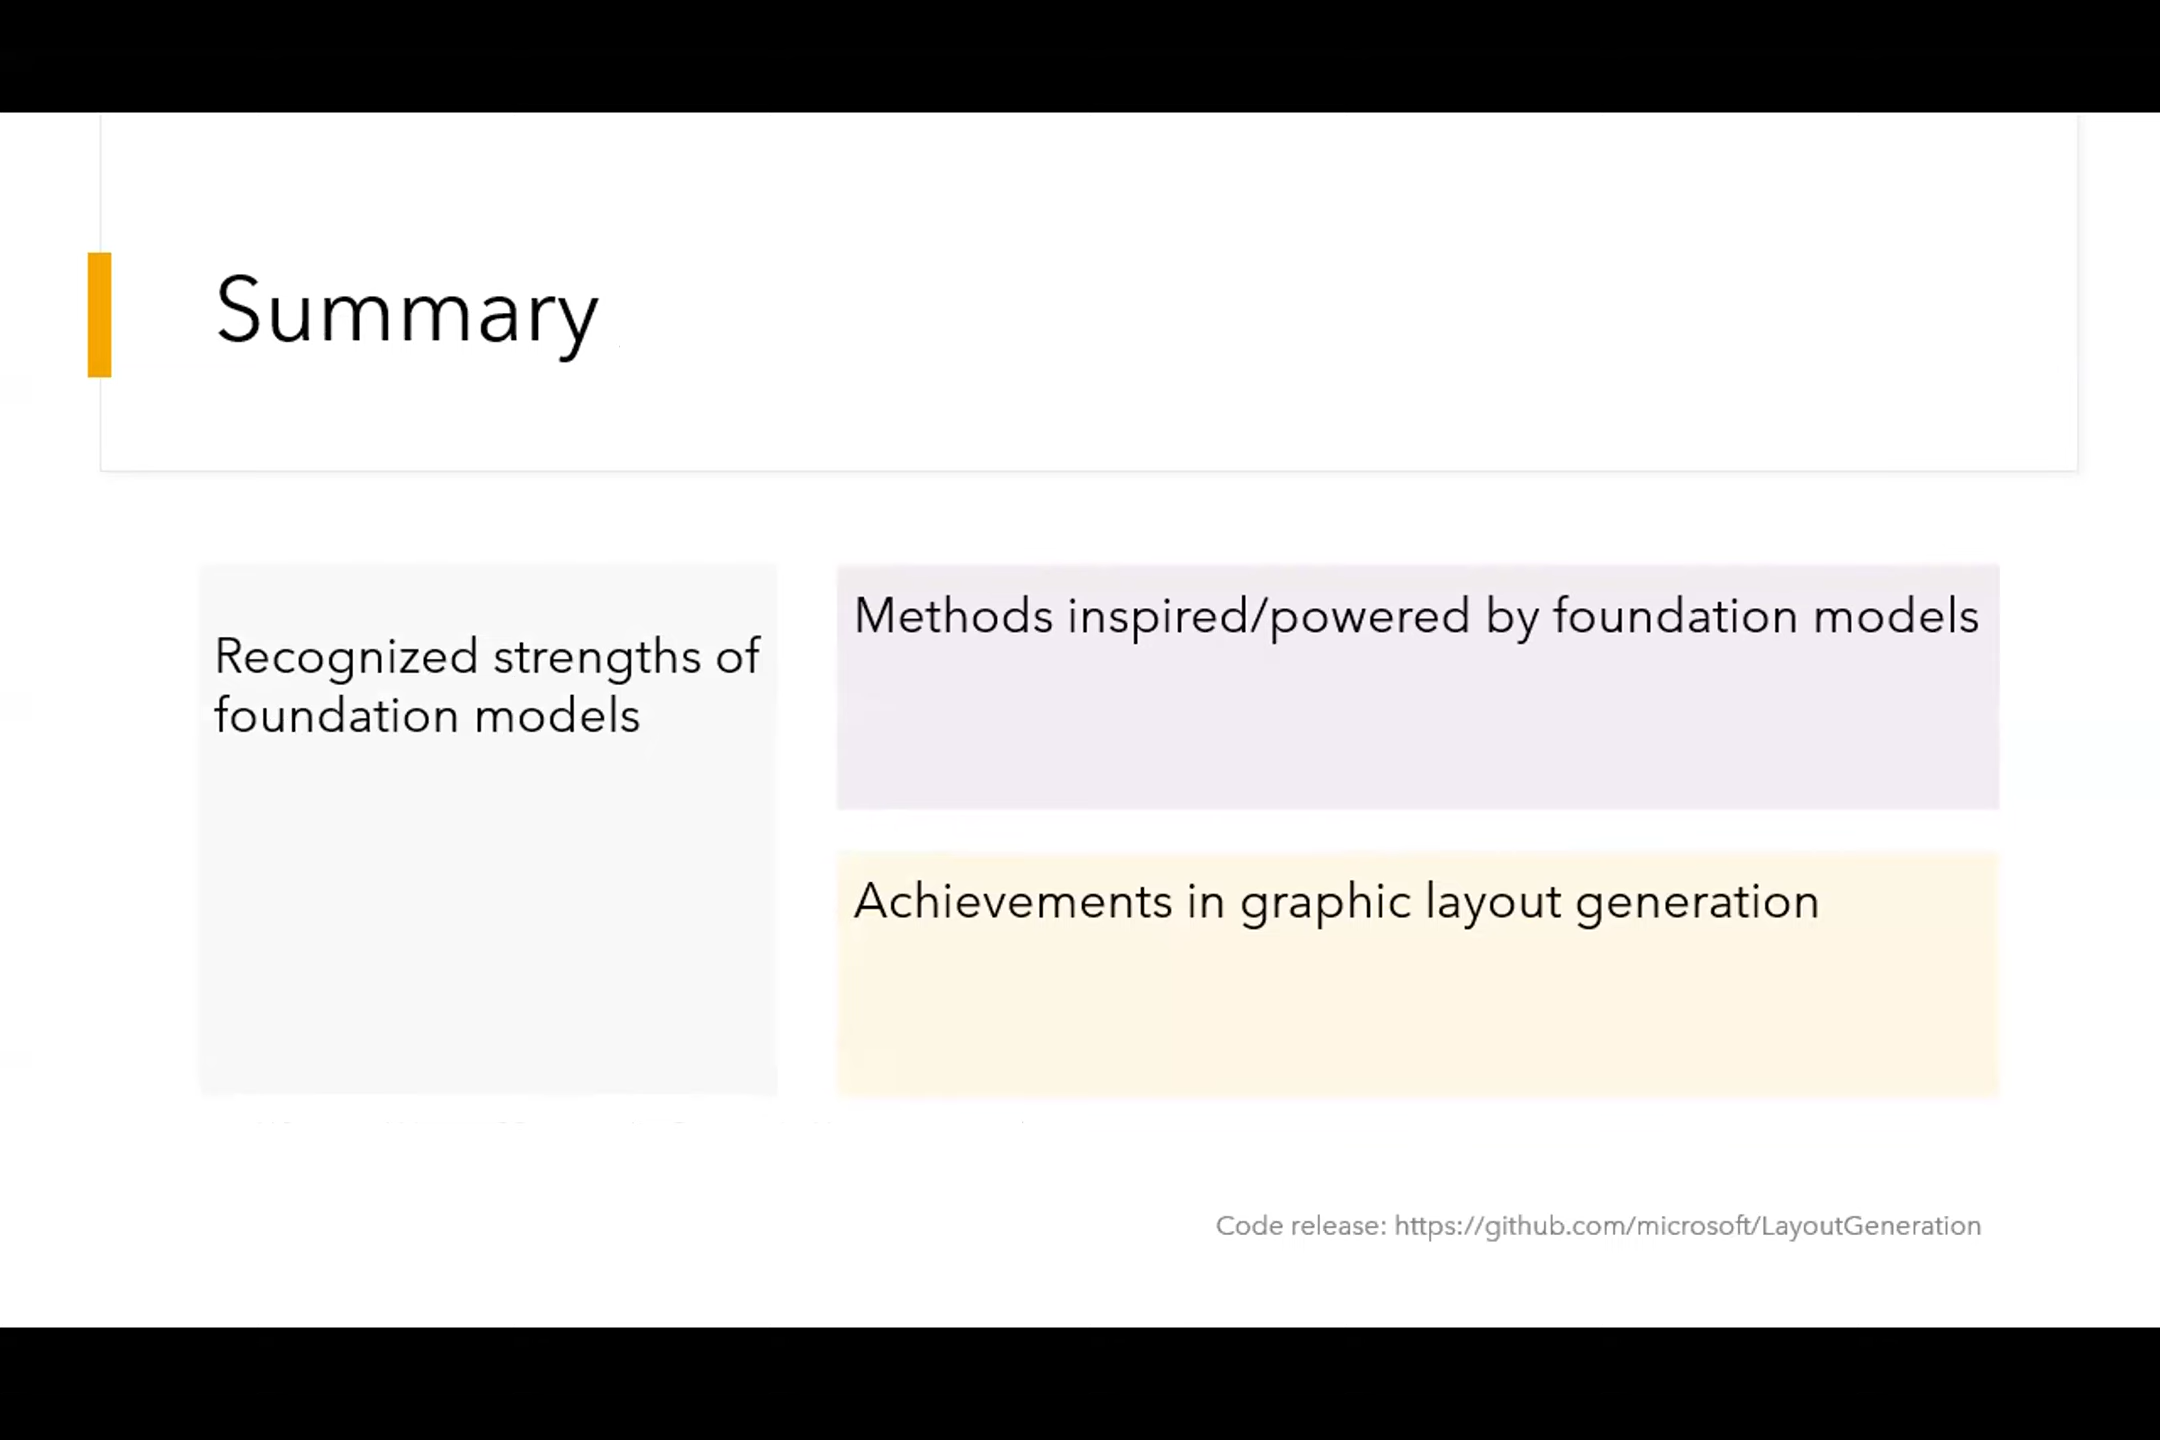 Summary
Recognized strengths of
foundation models
Methods inspired/powered by foundation models
Achievements in graphic layout generation
Code release: https://github.com/microsoft/LayoutGeneration